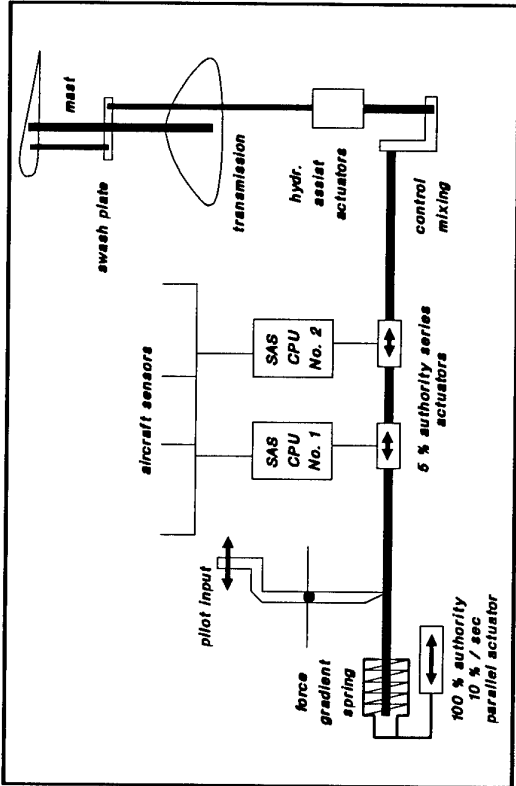 mast
swash plate
transmission
hydr.
assist
actuators
control
mixing
aircraft sensors
SAS
CPU
No. 1
SAS
CPU
No. 2
5 % authority series
actuators
pilot input
force
gradient
spring
100 % authority
10 % / sec
parallel actuator